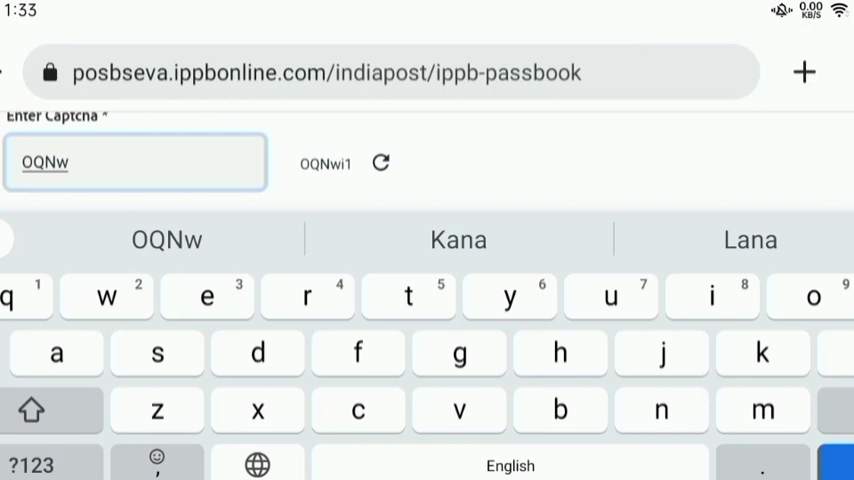 1:33
0.00
KB/S
posbseva.ippbonline.com/indiapost/ippb-passbook
Enter Captcha *
OQNw
OQNwi1
OQNw Kana Lana
q 1 w 2 e 3 r 4 t 5 y 6 u 7 i 8 o 9
a s d f g h j k
z x c v b n m
?123 , English .